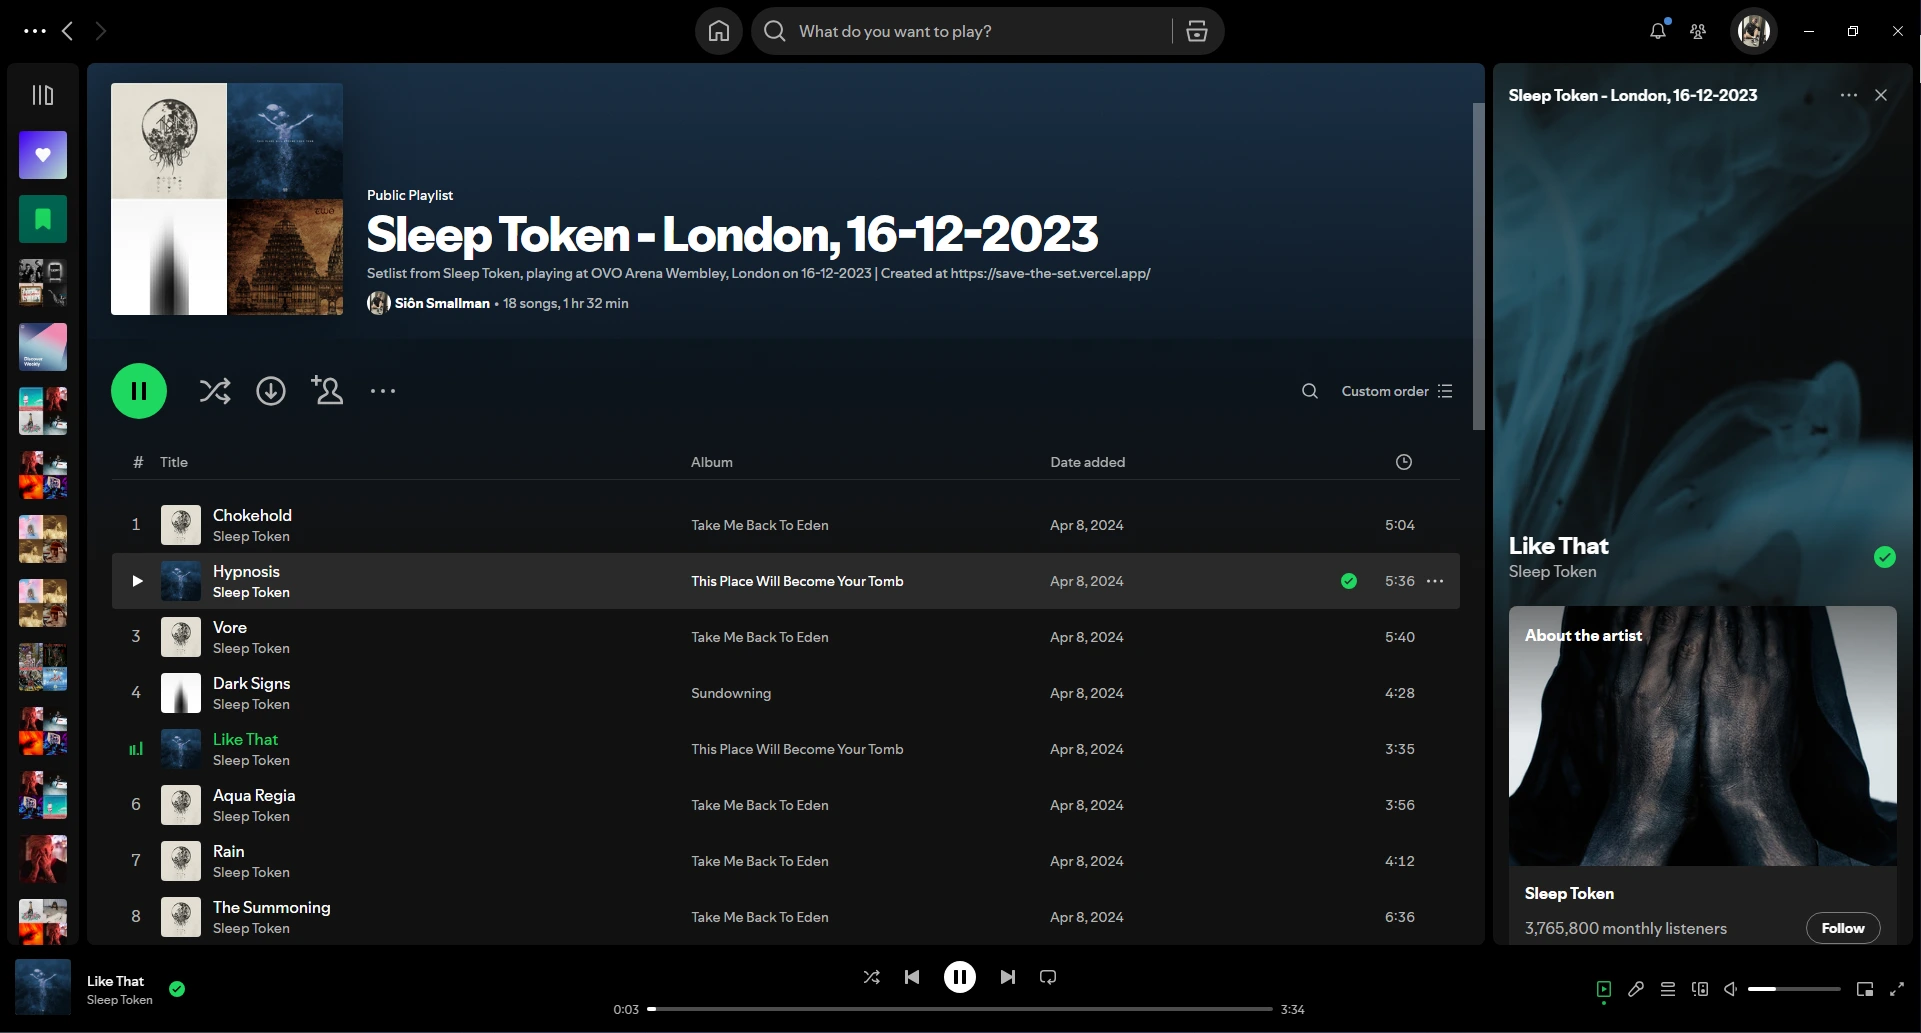 What do you want to play?
Public Playlist
Sleep Token - London, 16-12-2023
Setlist from Sleep Token, playing at OVO Arena Wembley, London on 16-12-2023 | Created at https://save-the-set.vercel.app/
Siôn Smallman • 18 songs, 1 hr 32 min
Custom order
# Title Album Date added
1 Chokehold Take Me Back To Eden Apr 8, 2024 5:04
Sleep Token
Hypnosis This Place Will Become Your Tomb Apr 8, 2024 5:36
Sleep Token
3 Vore Take Me Back To Eden Apr 8, 2024 5:40
Sleep Token
4 Dark Signs Sundowning Apr 8, 2024 4:28
Sleep Token
Like That This Place Will Become Your Tomb Apr 8, 2024 3:35
Sleep Token
6 Aqua Regia Take Me Back To Eden Apr 8, 2024 3:56
Sleep Token
7 Rain Take Me Back To Eden Apr 8, 2024 4:12
Sleep Token
8 The Summoning Take Me Back To Eden Apr 8, 2024 6:36
Sleep Token
Sleep Token - London, 16-12-2023
Like That
Sleep Token
About the artist
Sleep Token
3,765,800 monthly listeners
Follow
Like That
Sleep Token
0:03
3:34
Discover
Weekly